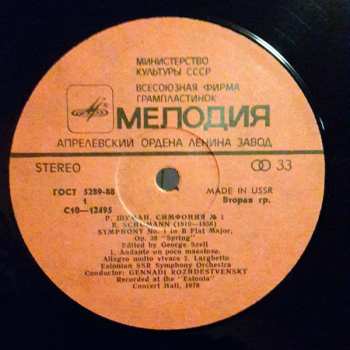 МИНИСТЕРСТВО
КУЛЬТУРЫ СССР
ВСЕСОЮЗНАЯ ФИРМА
ГРАМПЛАСТИНОК
МЕЛОДИЯ
АПРЕЛЕВСКИЙ ОРДЕНА ЛЕНИНА ЗАВОД
STEREO 33
ГОСТ 5289-88 MADE IN USSR
1 Вторая гр.
С10—12495
Р. ШУМАН. СИМФОНИЯ № 1
R. SCHUMANN (1810—1856)
SYMPHONY No. 1 in B Flat Major,
Op. 38 "Spring"
Edited by George Szell
1. Andante un poco maestoso.
Allegro molto vivace 2. Larghetto
Estonian SSR Symphony Orchestra
Conductor: GENNADI ROZHDESTVENSKY
Recorded at the "Estonia"
Concert Hall, 1978